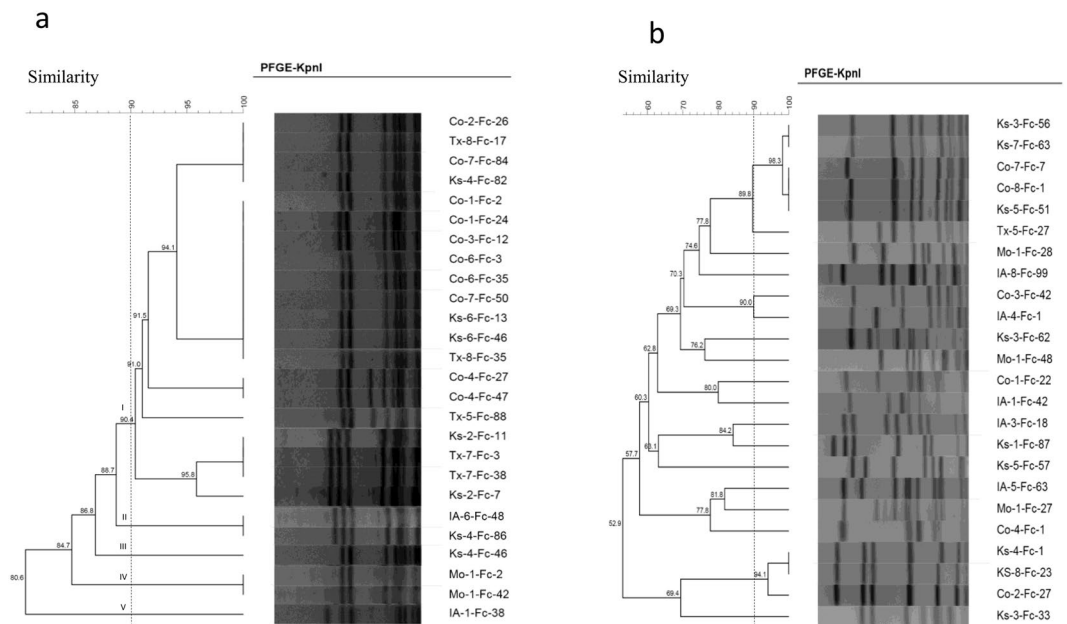 a
PFGE-KpnI
Similarity
85
90
95
100
Co-2-Fc-26
Tx-8-Fc-17
Co-7-Fc-84
Ks-4-Fc-82
Co-1-Fc-2
Co-1-Fc-24
Co-3-Fc-12
Co-6-Fc-3
Co-6-Fc-35
Co-7-Fc-50
Ks-6-Fc-13
Ks-6-Fc-46
Tx-8-Fc-35
Co-4-Fc-27
Co-4-Fc-47
Tx-5-Fc-88
Ks-2-Fc-11
Tx-7-Fc-3
Tx-7-Fc-38
Ks-2-Fc-7
IA-6-Fc-48
Ks-4-Fc-86
Ks-4-Fc-46
Mo-1-Fc-2
Mo-1-Fc-42
IA-1-Fc-38
94.1
91.5
91.0
I
90.4
95.8
88.7
II
86.8
III
84.7
IV
80.6
V
b
PFGE-KpnI
Similarity
60
70
80
90
100
Ks-3-Fc-56
Ks-7-Fc-63
Co-7-Fc-7
Co-8-Fc-1
Ks-5-Fc-51
Tx-5-Fc-27
Mo-1-Fc-28
IA-8-Fc-99
Co-3-Fc-42
IA-4-Fc-1
Ks-3-Fc-62
Mo-1-Fc-48
Co-1-Fc-22
IA-1-Fc-42
IA-3-Fc-18
Ks-1-Fc-87
Ks-5-Fc-57
IA-5-Fc-63
Mo-1-Fc-27
Co-4-Fc-1
Ks-4-Fc-1
KS-8-Fc-23
Co-2-Fc-27
Ks-3-Fc-33
98.3
89.8
77.8
74.6
70.3
90.0
69.3
76.2
62.8
80.0
60.3
84.2
63.1
57.7
81.8
77.8
52.9
94.1
69.4